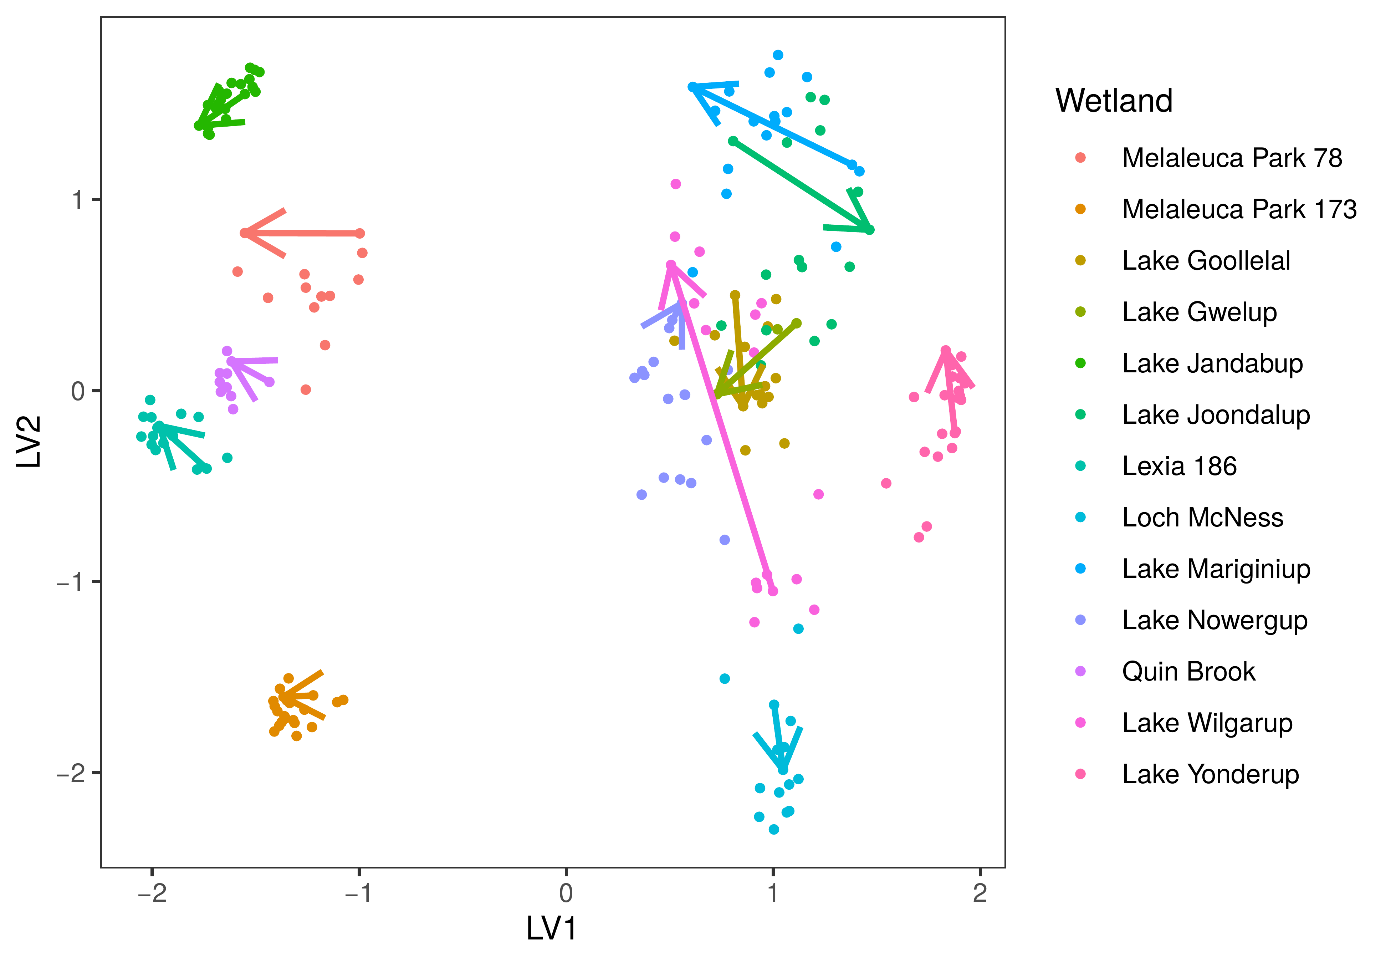 Wetland
Melaleuca Park 78
Melaleuca Park 173
Lake Goollelal
Lake Gwelup
Lake Jandabup
Lake Joondalup
Lexia 186
Loch McNess
Lake Mariginiup
Lake Nowergup
Quin Brook
Lake Wilgarup
Lake Yonderup
LV2
1
0
−1
−2
−2 −1 0 1 2
LV1